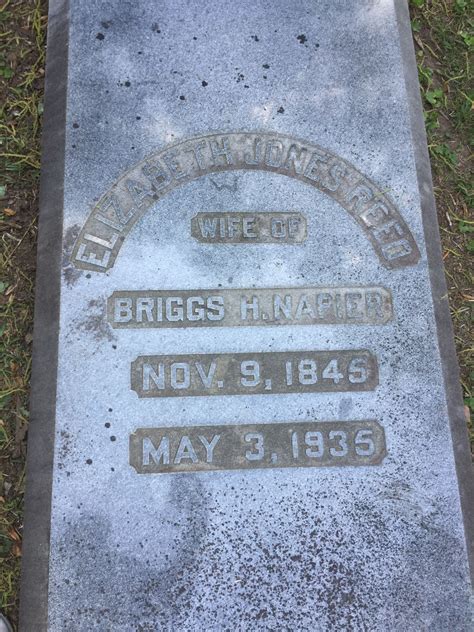 ELIZABETH JONES REED
WIFE OF
BRIGGS H. NAPIER
NOV. 9, 1845
MAY 3, 1935